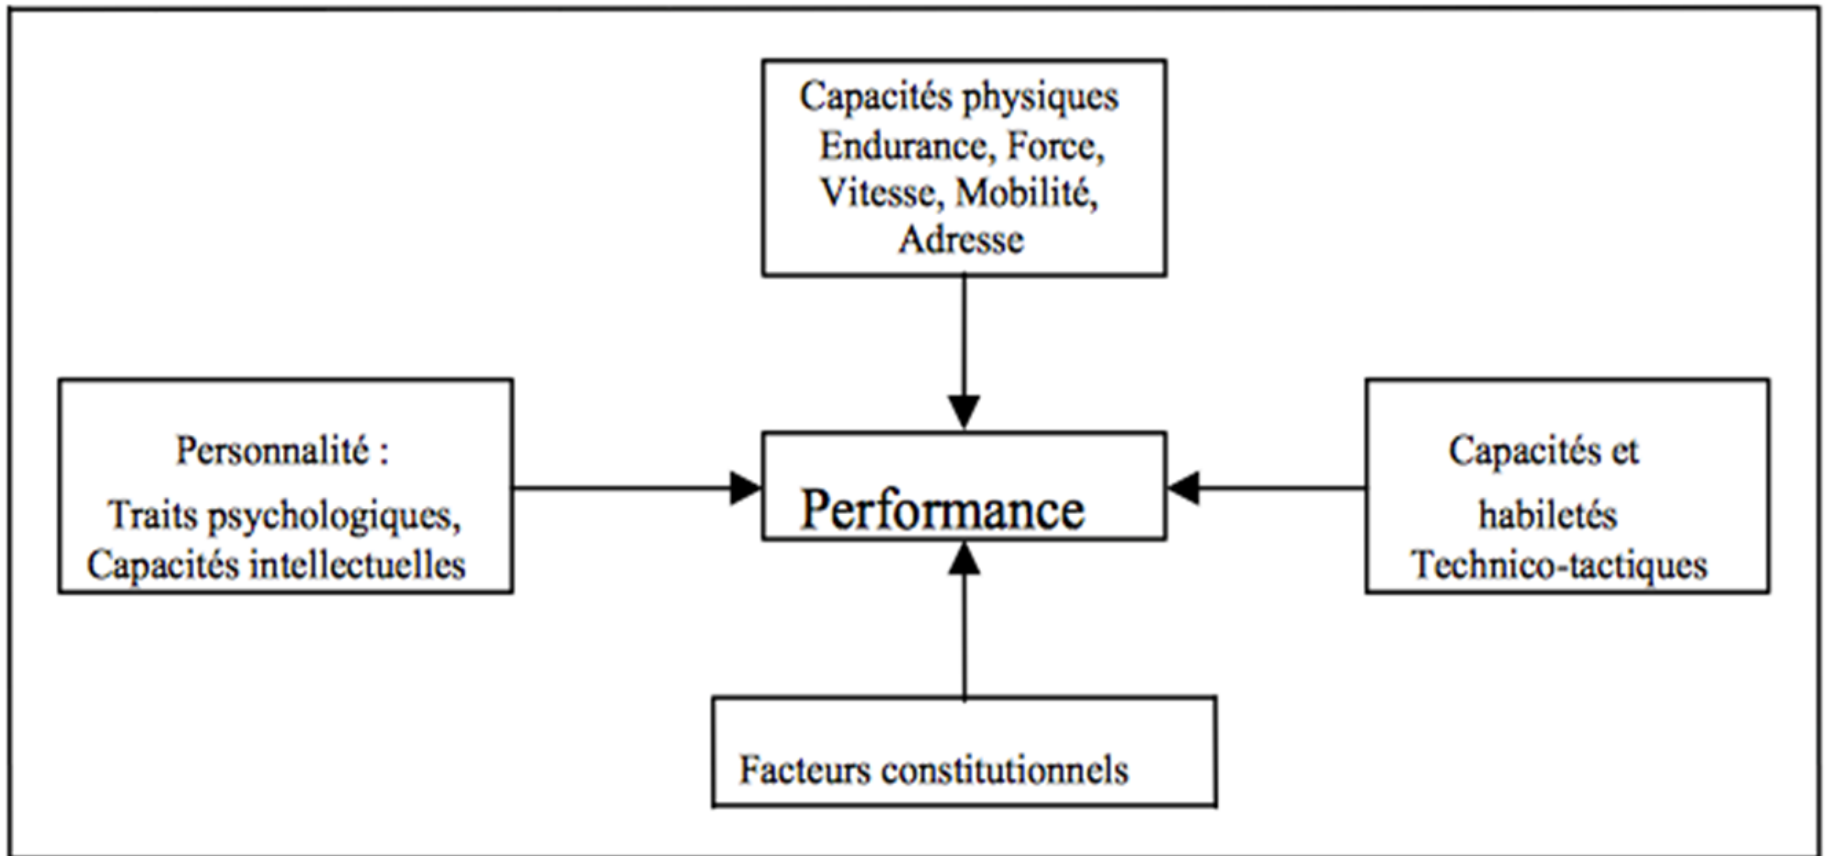 Capacités physiques
Endurance, Force,
Vitesse, Mobilité,
Adresse
Personnalité :
Traits psychologiques,
Capacités intellectuelles
Performance
Capacités et
habiletés
Technico-tactiques
Facteurs constitutionnels